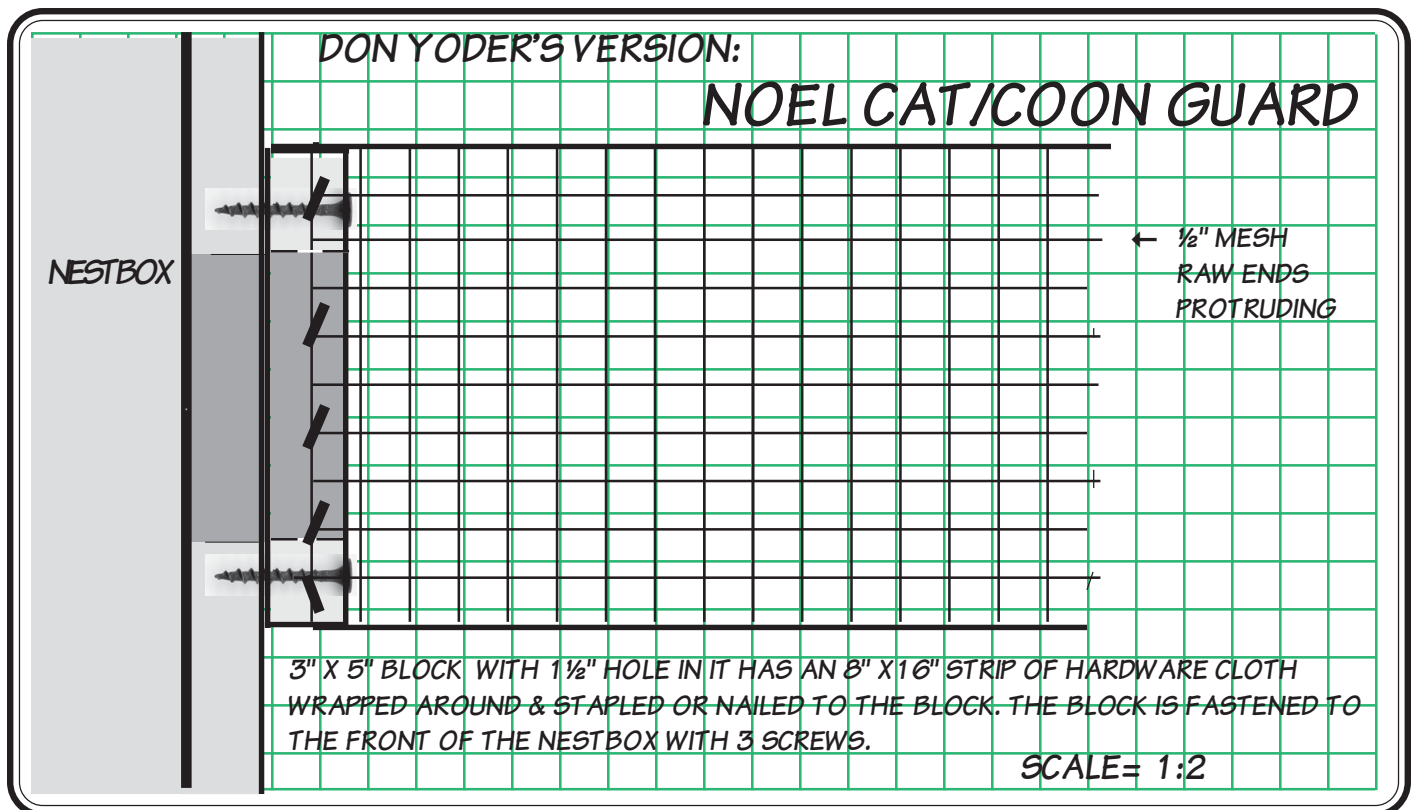 DON YODER'S VERSION:
NOEL CAT/COON GUARD
← ½" MESH
RAW ENDS
PROTRUDING
NESTBOX
3" X 5" BLOCK WITH 1½" HOLE IN IT HAS AN 8" X16" STRIP OF HARDWARE CLOTH
WRAPPED AROUND & STAPLED OR NAILED TO THE BLOCK. THE BLOCK IS FASTENED TO
THE FRONT OF THE NESTBOX WITH 3 SCREWS.
SCALE= 1:2